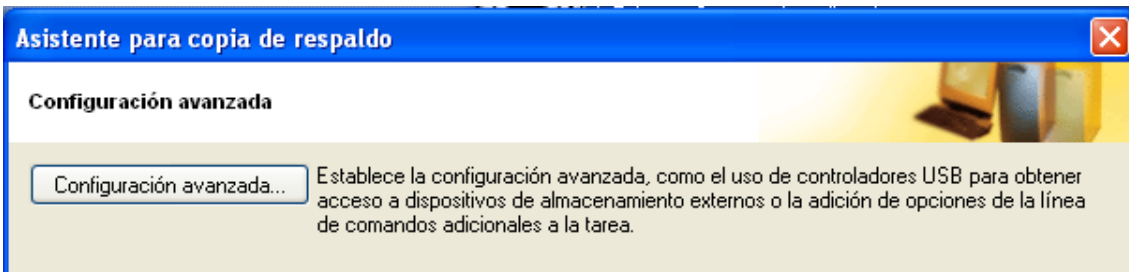 Asistente para copia de respaldo
Configuración avanzada
Configuración avanzada...
Establece la configuración avanzada, como el uso de controladores USB para obtener
acceso a dispositivos de almacenamiento externos o la adición de opciones de la línea
de comandos adicionales a la tarea.